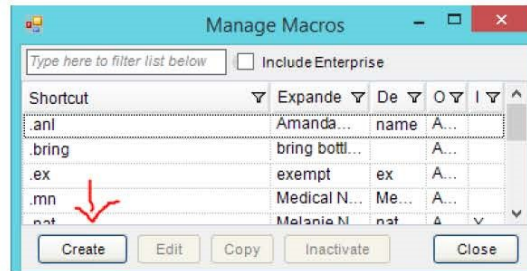 Manage Macros
Type here to filter list below Include Enterprise
Shortcut Expande De O I
.anl Amanda... name A...
.bring bring bottl... A...
.ex exempt ex A...
.mn Medical N... Me... A...
.nat Melanie N nat A Y
Create Edit Copy Inactivate Close